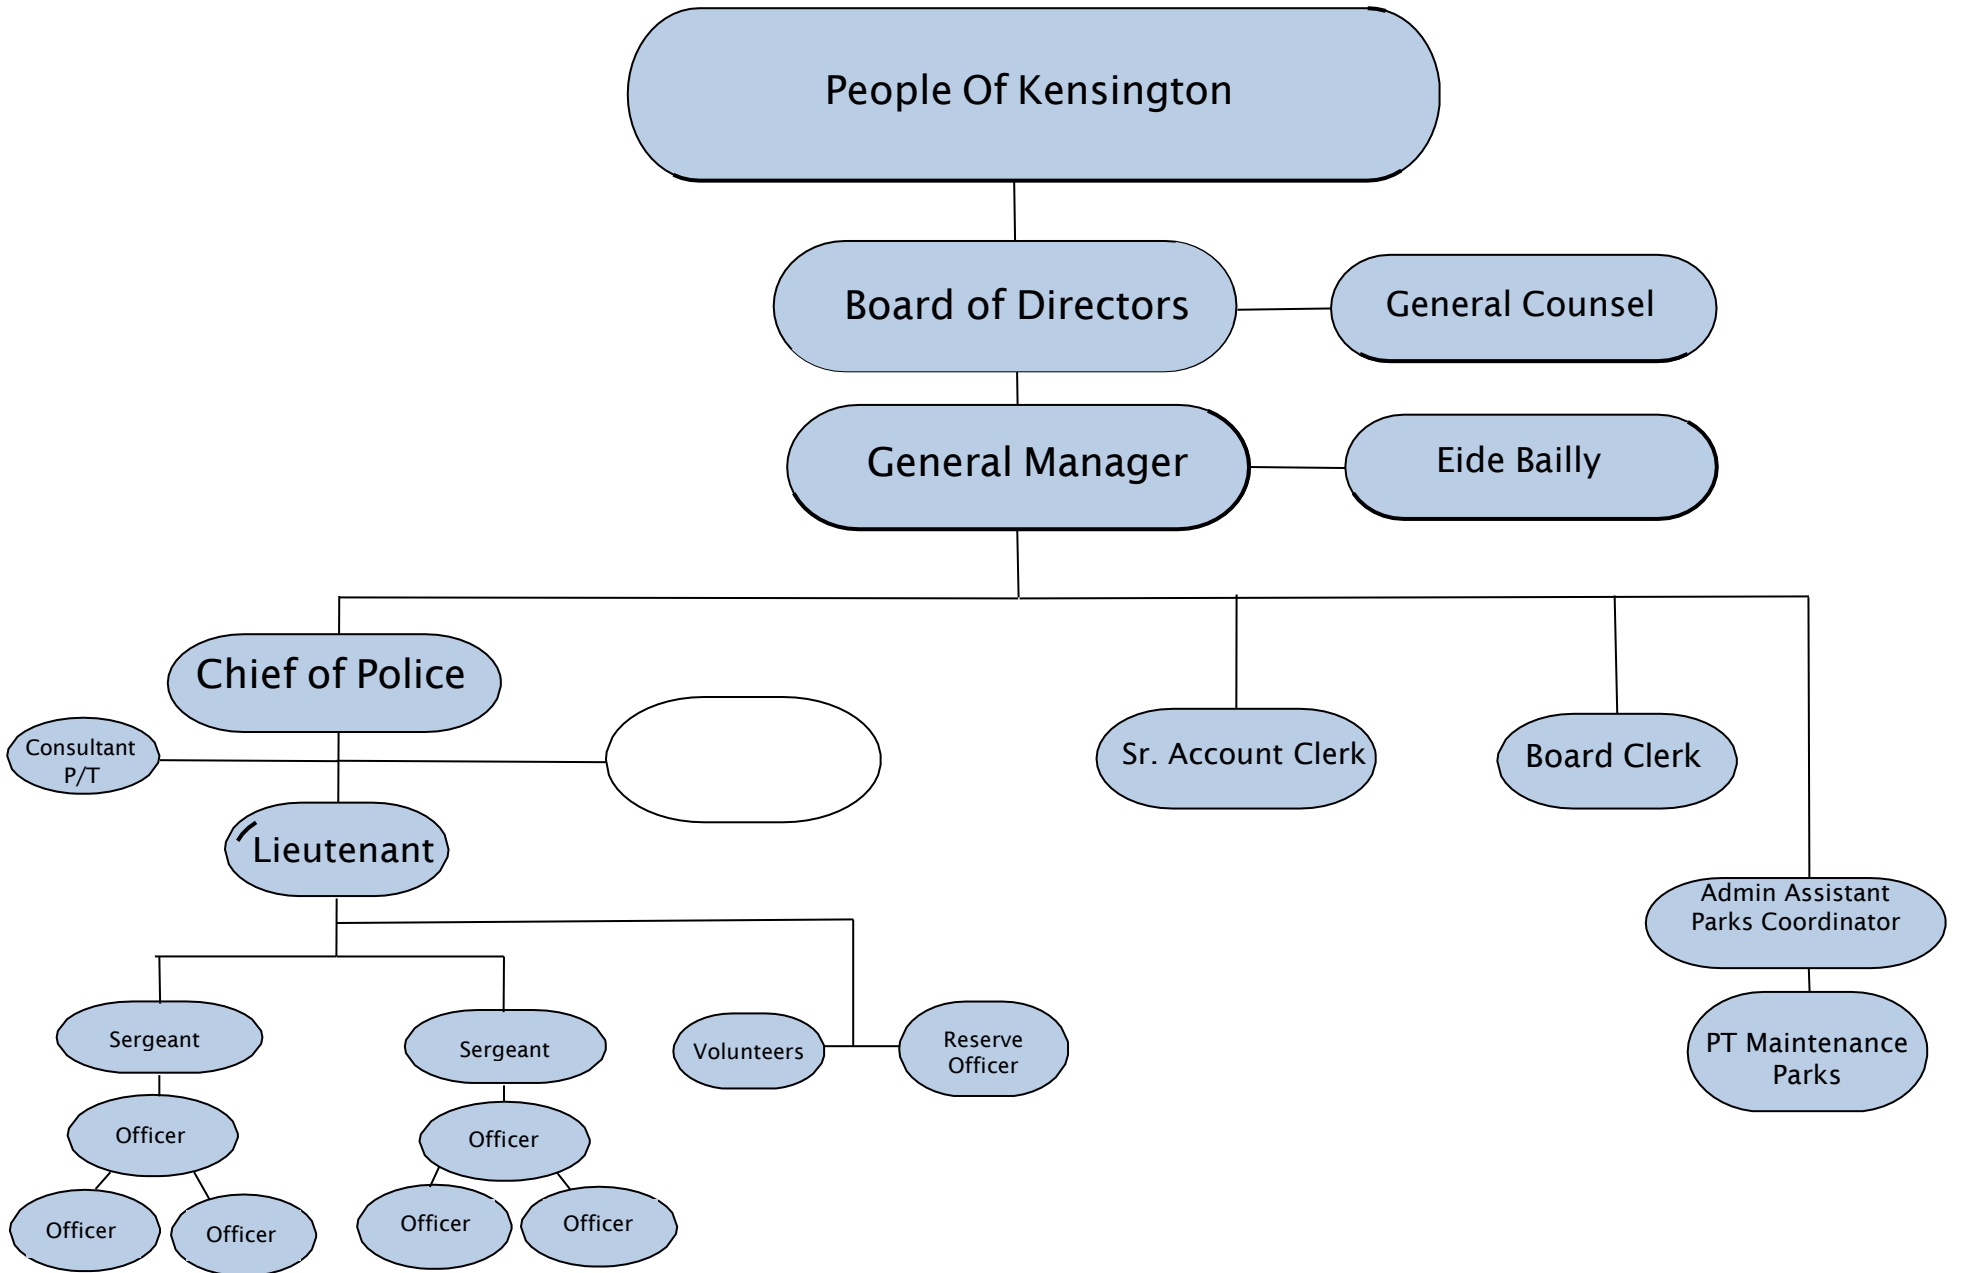 People Of Kensington
Board of Directors
General Counsel
General Manager
Eide Bailly
Chief of Police
Consultant
P/T
Sr. Account Clerk
Board Clerk
Lieutenant
Admin Assistant
Parks Coordinator
Sergeant
Sergeant
Volunteers
Reserve
Officer
PT Maintenance
Parks
Officer
Officer
Officer
Officer
Officer
Officer